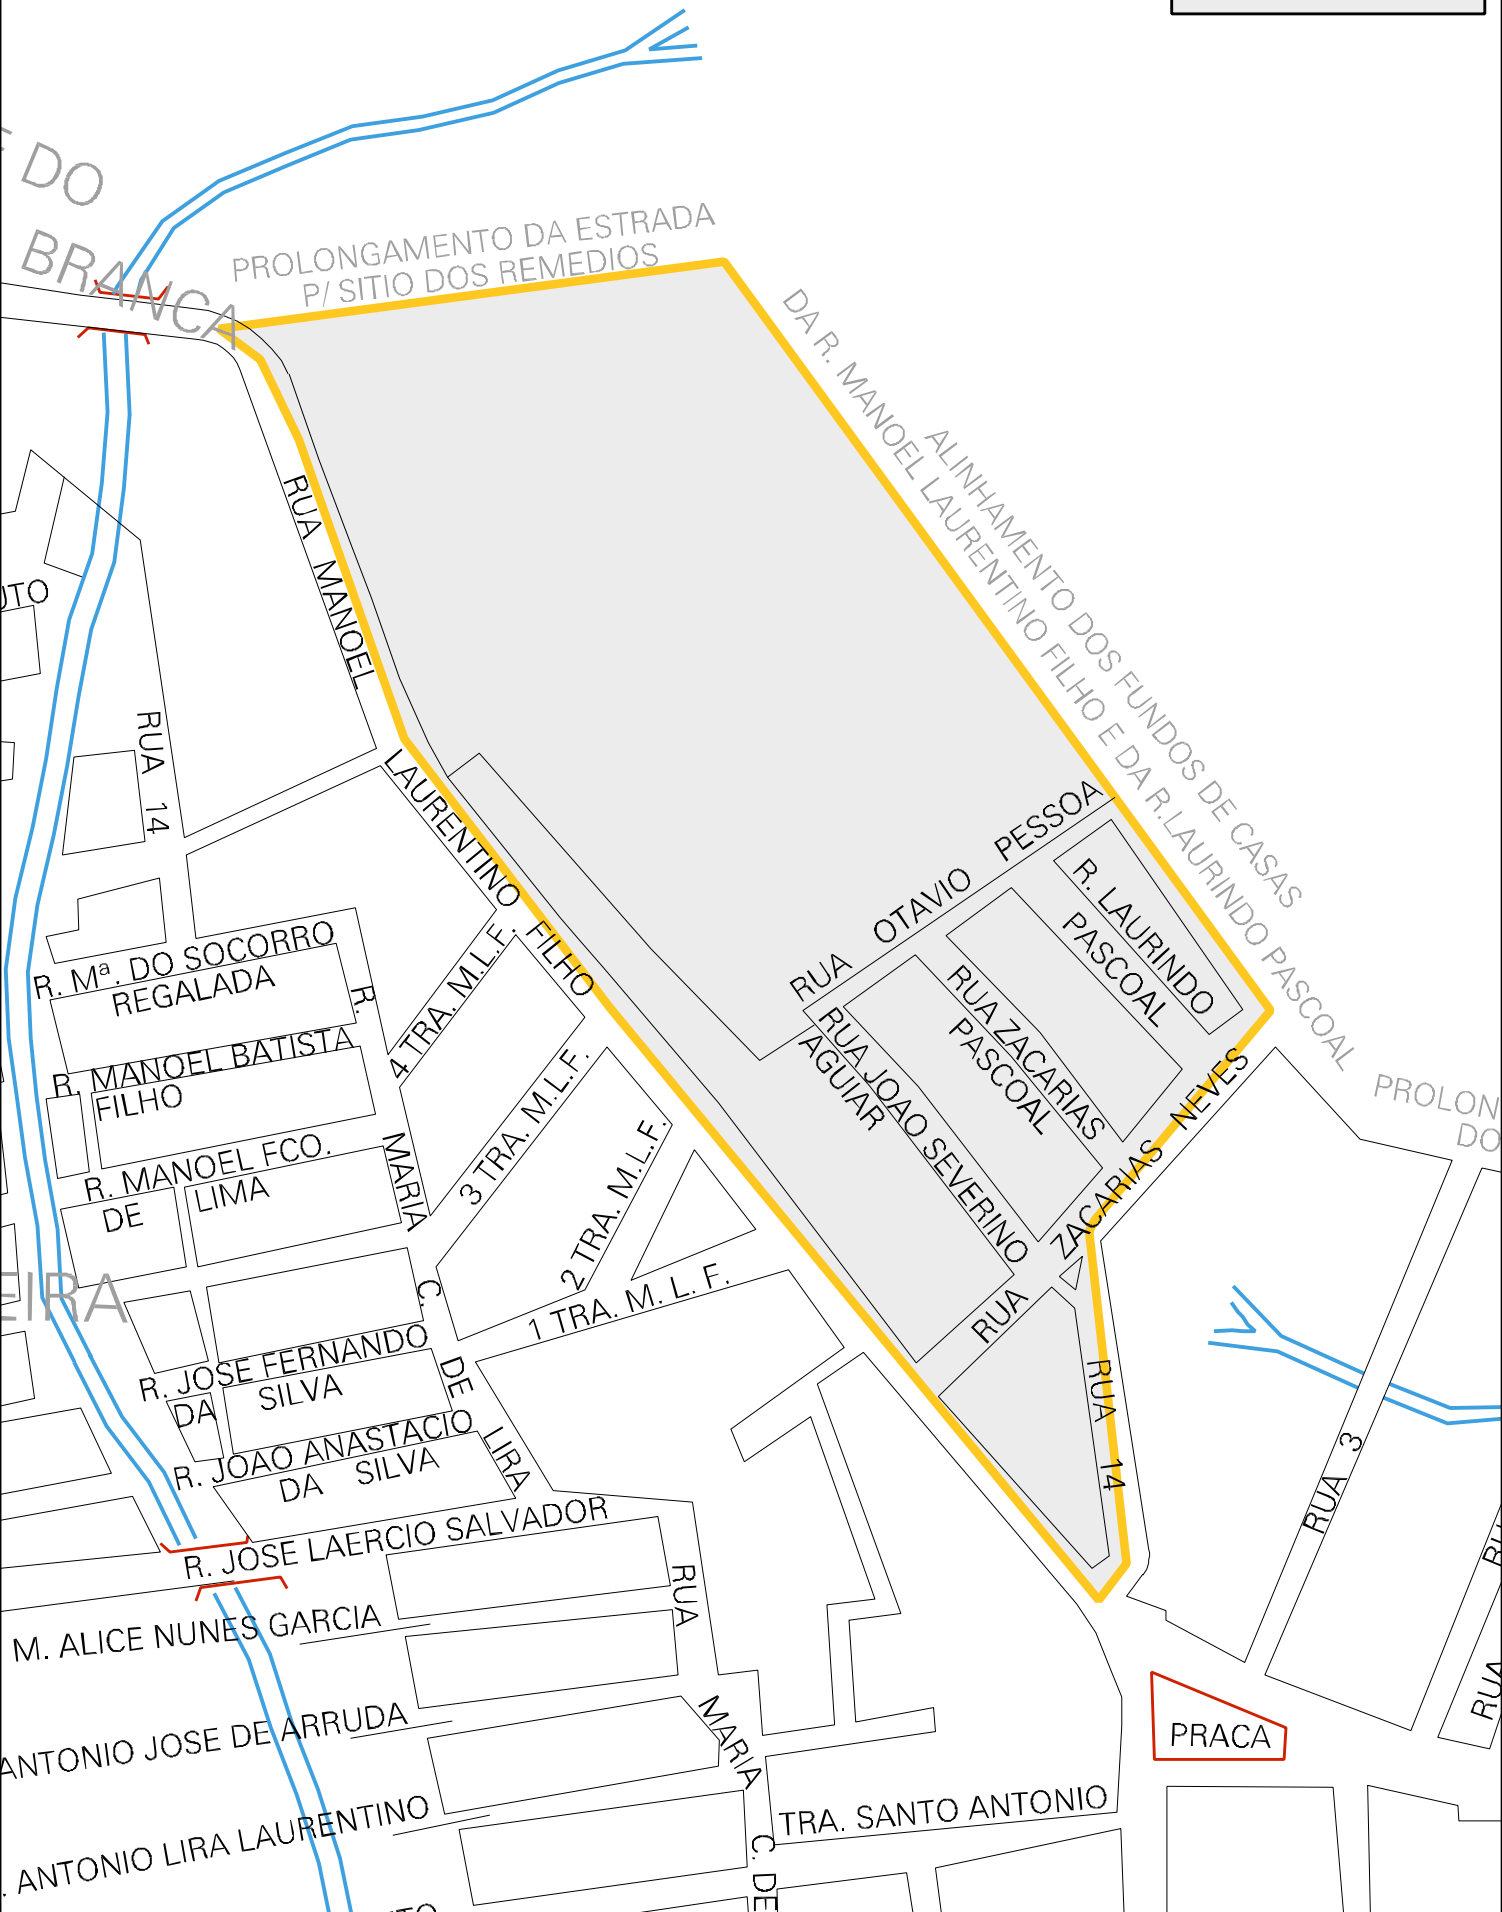 DO
BRANCA
PROLONGAMENTO DA ESTRADA
P/ SITIO DOS REMEDIOS
ALINHAMENTO DOS FUNDOS DE CASAS
DA R. MANOEL LAURENTINO FILHO E DA R.LAURINDO PASCOAL
RUA MANOEL LAURENTINO FILHO
RUA 14
RUA OTAVIO PESSOA
R. LAURINDO
PASCOAL
RUA ZACARIAS
PASCOAL
RUA JOAO SEVERINO
AGUIAR
RUA ZACARIAS NEVES
RUA 14
PROLON
DO
R. Mª. DO SOCORRO
REGALADA
R. MANOEL BATISTA
FILHO
R. MANOEL FCO.
DE LIMA
R. MARIA C. DE LIRA
4 TRA. M.L.F.
3 TRA. M.L.F.
2 TRA. M.L.F.
1 TRA. M. L. F.
EIRA
R. JOSE FERNANDO
DA SILVA
R. JOAO ANASTACIO
DA SILVA
R. JOSE LAERCIO SALVADOR
M. ALICE NUNES GARCIA
ANTONIO JOSE DE ARRUDA
. ANTONIO LIRA LAURENTINO
RUA MARIA C. DE
TRA. SANTO ANTONIO
PRACA
RUA 3
RUA